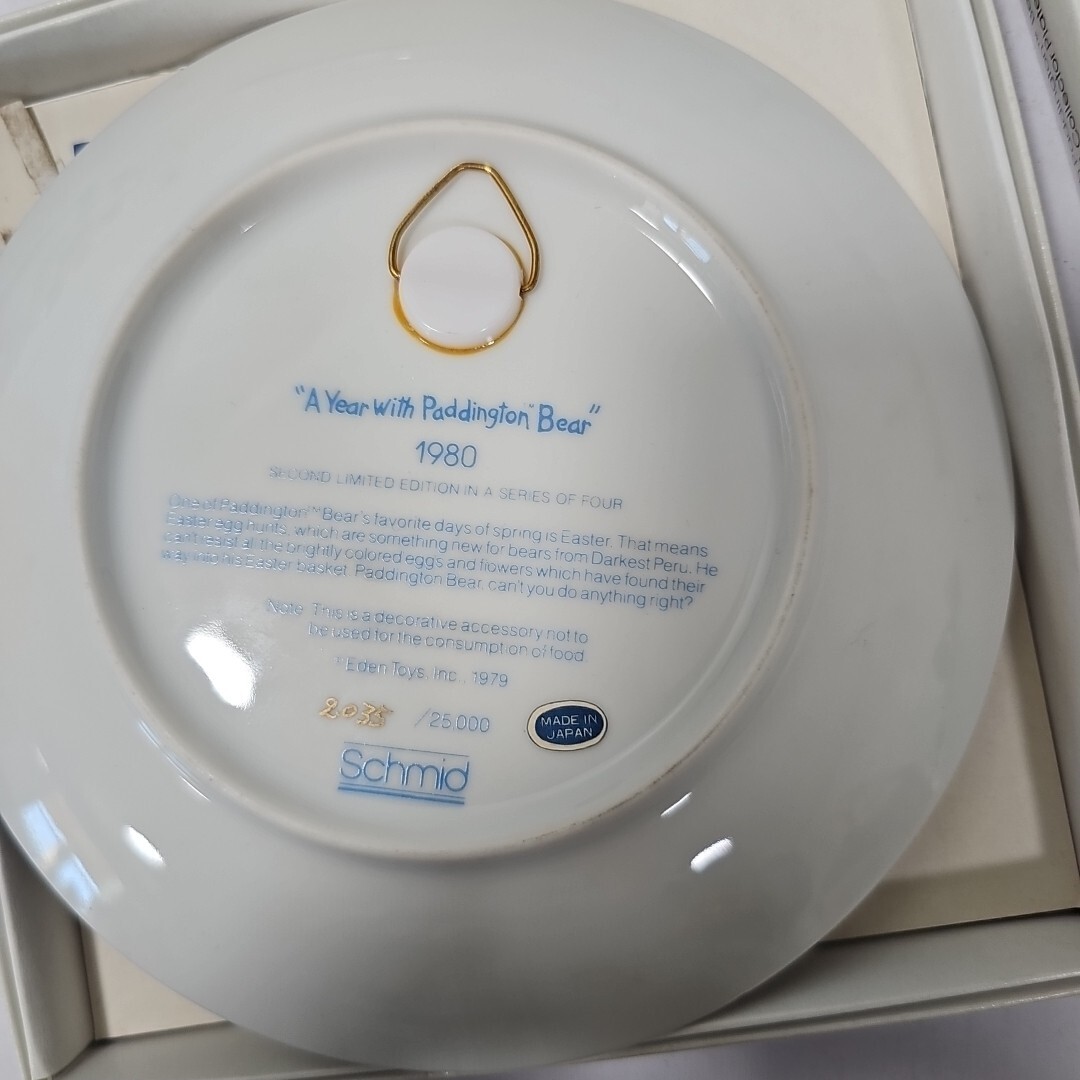 "A Year with Paddington™ Bear"
1980
SECOND LIMITED EDITION IN A SERIES OF FOUR
One of Paddington™ Bear's favorite days of spring is Easter. That means
Easter egg hunts, which are something new for bears from Darkest Peru. He
can't resist all the brightly colored eggs and flowers which have found their
way into his Easter basket. Paddington Bear, can't you do anything right?
Note: This is a decorative accessory not to
be used for the consumption of food.
©Eden Toys, Inc., 1979
2035 /25,000
MADE IN
JAPAN
Schmid
Collector Plate